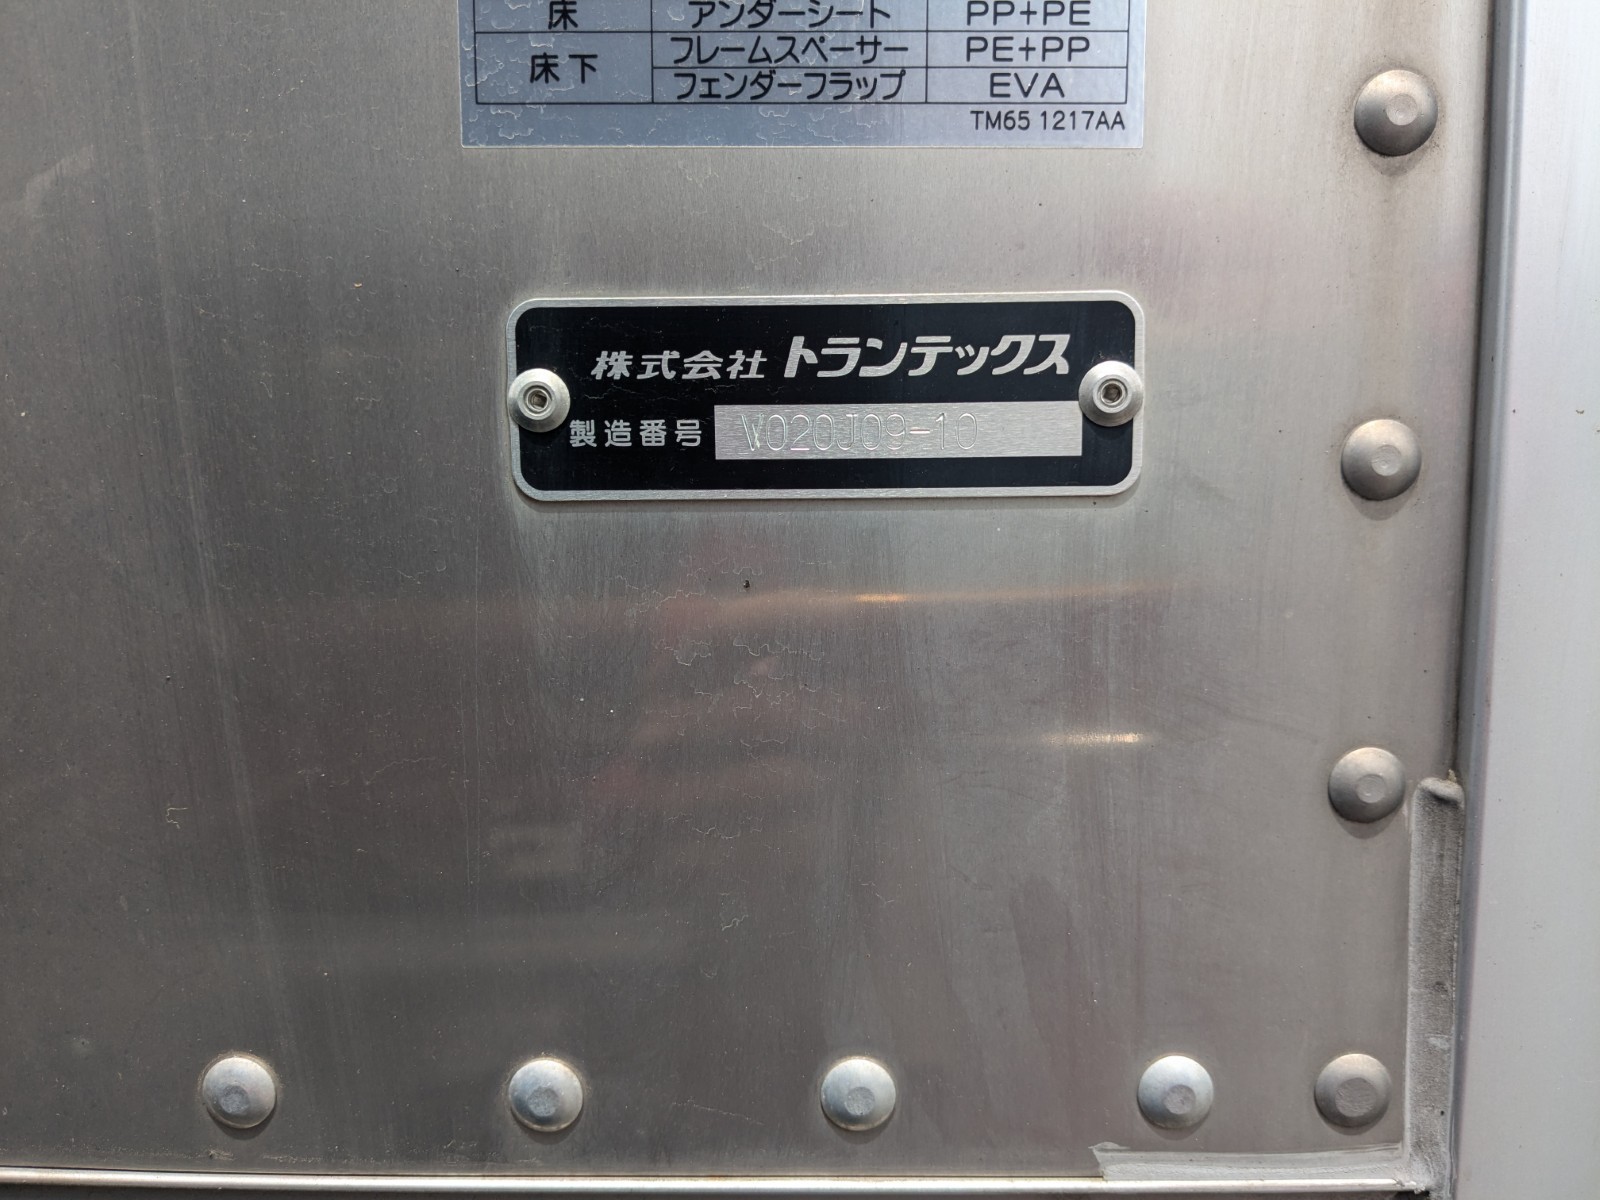 床 アンダーシート PP+PE
床下 フレームスペーサー PE+PP
フェンダーフラップ EVA
TM65 1217AA
株式会社 トランテックス
製造番号 V020J09-10